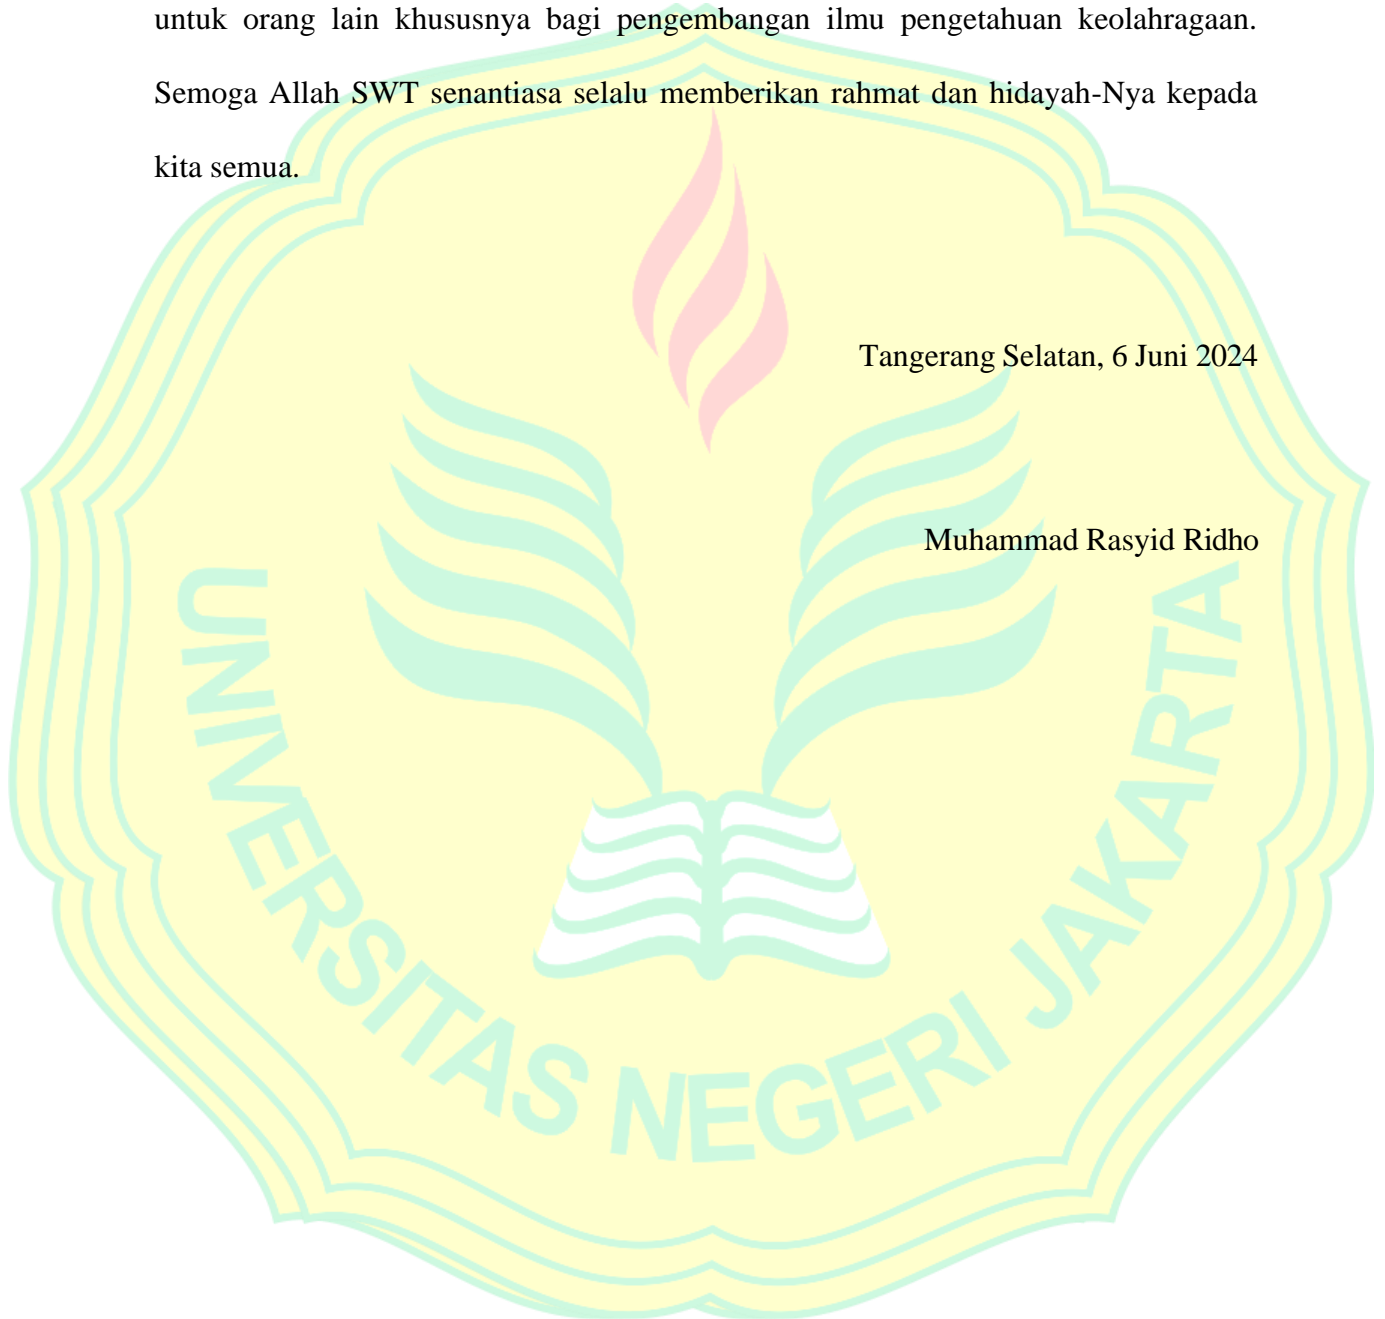 untuk orang lain khususnya bagi pengembangan ilmu pengetahuan keolahragaan.
Semoga Allah SWT senantiasa selalu memberikan rahmat dan hidayah-Nya kepada
kita semua.
Tangerang Selatan, 6 Juni 2024
Muhammad Rasyid Ridho
UNIVERSITAS NEGERI JAKARTA